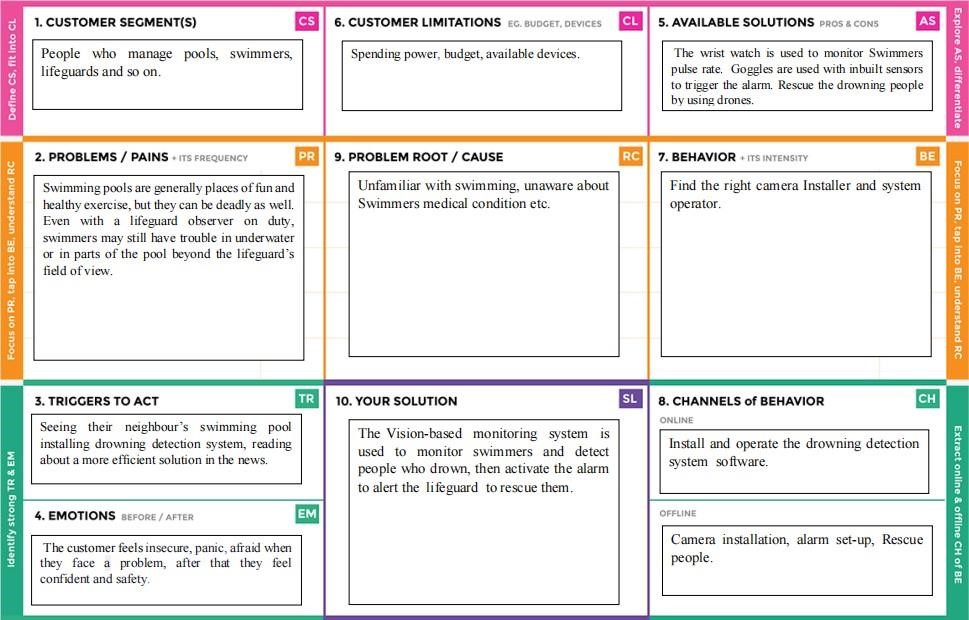 Define CS, fit into CL
1. CUSTOMER SEGMENT(S)
CS
People who manage pools, swimmers,
lifeguards and so on.
6. CUSTOMER LIMITATIONS EG. BUDGET, DEVICES
CL
Spending power, budget, available devices.
5. AVAILABLE SOLUTIONS PROS & CONS
AS
The wrist watch is used to monitor Swimmers
pulse rate. Goggles are used with inbuilt sensors
to trigger the alarm. Rescue the drowning people
by using drones.
Explore AS, differentiate
Focus on PR, tap into BE, understand RC
2. PROBLEMS / PAINS + ITS FREQUENCY
PR
Swimming pools are generally places of fun and
healthy exercise, but they can be deadly as well.
Even with a lifeguard observer on duty,
swimmers may still have trouble in underwater
or in parts of the pool beyond the lifeguard's
field of view.
9. PROBLEM ROOT / CAUSE
RC
Unfamiliar with swimming, unaware about
Swimmers medical condition etc.
7. BEHAVIOR + ITS INTENSITY
BE
Find the right camera Installer and system
operator.
Focus on PR, tap into BE, understand RC
Identify strong TR & EM
3. TRIGGERS TO ACT
TR
Seeing their neighbour's swimming pool
installing drowning detection system, reading
about a more efficient solution in the news.
4. EMOTIONS BEFORE / AFTER
EM
The customer feels insecure, panic, afraid when
they face a problem, after that they feel
confident and safety.
10. YOUR SOLUTION
SL
The Vision-based monitoring system is
used to monitor swimmers and detect
people who drown, then activate the alarm
to alert the lifeguard to rescue them.
8. CHANNELS of BEHAVIOR
CH
ONLINE
Install and operate the drowning detection
system software.
OFFLINE
Camera installation, alarm set-up, Rescue
people.
Extract online & offline CH of BE